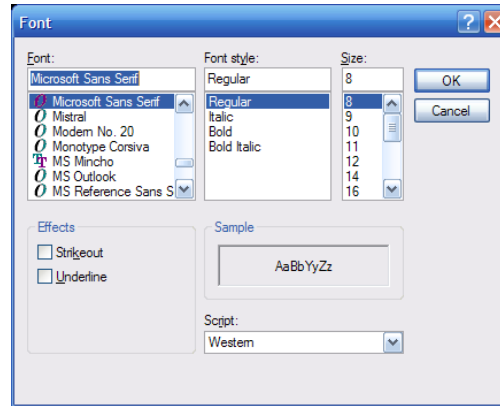 Font
Font:
Font style:
Size:
Microsoft Sans Serif
Regular
8
OK
Microsoft Sans Serif
Mistral
Modern No. 20
Monotype Corsiva
MS Mincho
MS Outlook
MS Reference Sans S
Regular
Italic
Bold
Bold Italic
8
9
10
11
12
14
16
Cancel
Effects
Strikeout
Underline
Sample
AaBbYyZz
Script:
Western